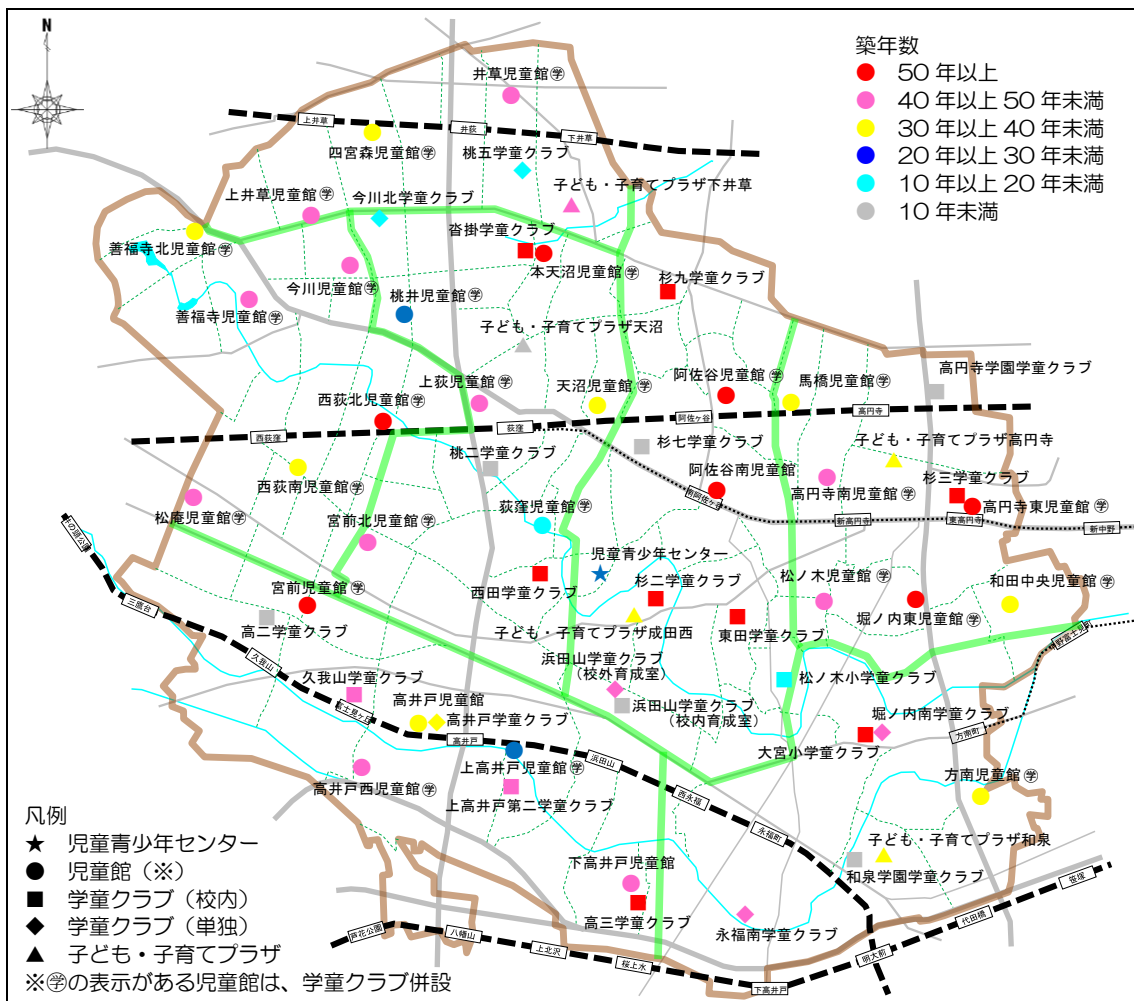 N
築年数
50 年以上
40 年以上 50 年未満
30 年以上 40 年未満
20 年以上 30 年未満
10 年以上 20 年未満
10 年未満
井草児童館㊫
上井草
井荻
下井草
四宮森児童館㊫
桃五学童クラブ
子ども・子育てプラザ下井草
上井草児童館㊫
今川北学童クラブ
沓掛学童クラブ
善福寺北児童館㊫
本天沼児童館㊫
杉九学童クラブ
今川児童館㊫
桃井児童館㊫
善福寺児童館㊫
子ども・子育てプラザ天沼
高円寺学園学童クラブ
上荻児童館㊫
天沼児童館㊫
阿佐谷児童館㊫
馬橋児童館㊫
西荻北児童館㊫
西荻窪
荻窪
阿佐ヶ谷
高円寺
桃二学童クラブ
杉七学童クラブ
子ども・子育てプラザ高円寺
西荻南児童館㊫
阿佐谷南児童館
杉三学童クラブ
松庵児童館㊫
宮前北児童館㊫
荻窪児童館㊫
南阿佐ヶ谷
高円寺南児童館㊫
高円寺東児童館㊫
新高円寺
東高円寺
新中野
井の頭公園
児童青少年センター
宮前児童館㊫
西田学童クラブ
杉二学童クラブ
松ノ木児童館㊫
和田中央児童館㊫
三鷹台
高二学童クラブ
子ども・子育てプラザ成田西
東田学童クラブ
堀ノ内東児童館㊫
久我山
浜田山学童クラブ
（校外育成室）
中野富士見町
久我山学童クラブ
松ノ木小学童クラブ
富士見ヶ丘
高井戸児童館
高井戸学童クラブ
浜田山学童クラブ
（校内育成室）
堀ノ内南学童クラブ
方南町
高井戸
大宮小学童クラブ
上高井戸児童館㊫
浜田山
高井戸西児童館㊫
上高井戸第二学童クラブ
西永福
方南児童館㊫
凡例
児童青少年センター
児童館（※）
学童クラブ（校内）
学童クラブ（単独）
子ども・子育てプラザ
※㊫の表示がある児童館は、学童クラブ併設
永福町
子ども・子育てプラザ和泉
下高井戸児童館
和泉学園学童クラブ
笹塚
高三学童クラブ
永福南学童クラブ
代田橋
芦花公園
八幡山
上北沢
桜上水
明大前
下高井戸